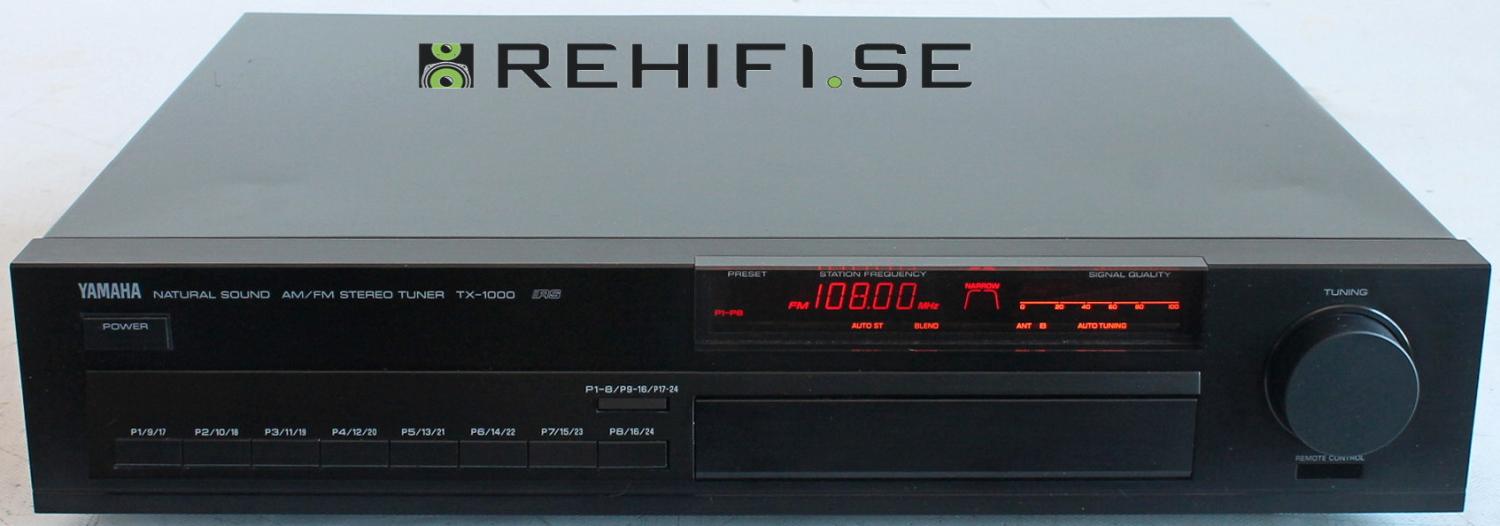 REHIFI.SE
YAMAHA NATURAL SOUND AM/FM STEREO TUNER TX-1000 RS
POWER
PRESET STATION FREQUENCY SIGNAL QUALITY
P1-P8 FM 108.00 MHz NARROW
0 20 40 60 80 100
AUTO ST BLEND ANT B AUTO TUNING
TUNING
P1-8/P9-16/P17-24
P1/9/17 P2/10/18 P3/11/19 P4/12/20 P5/13/21 P6/14/22 P7/15/23 P8/16/24
REMOTE CONTROL